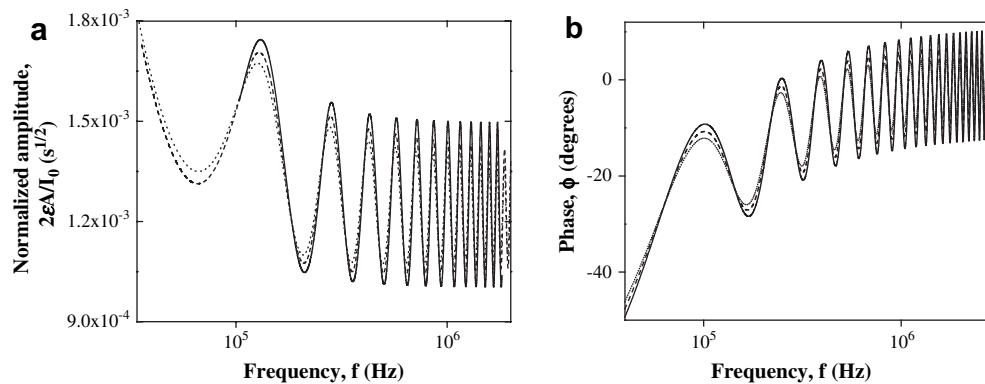 a
1.8x10⁻³
1.5x10⁻³
1.2x10⁻³
9.0x10⁻⁴
Normalized amplitude,
2εA/I₀ (s¹/²)
10⁵
10⁶
Frequency, f (Hz)
b
0
-20
-40
Phase, ϕ (degrees)
10⁵
10⁶
Frequency, f (Hz)